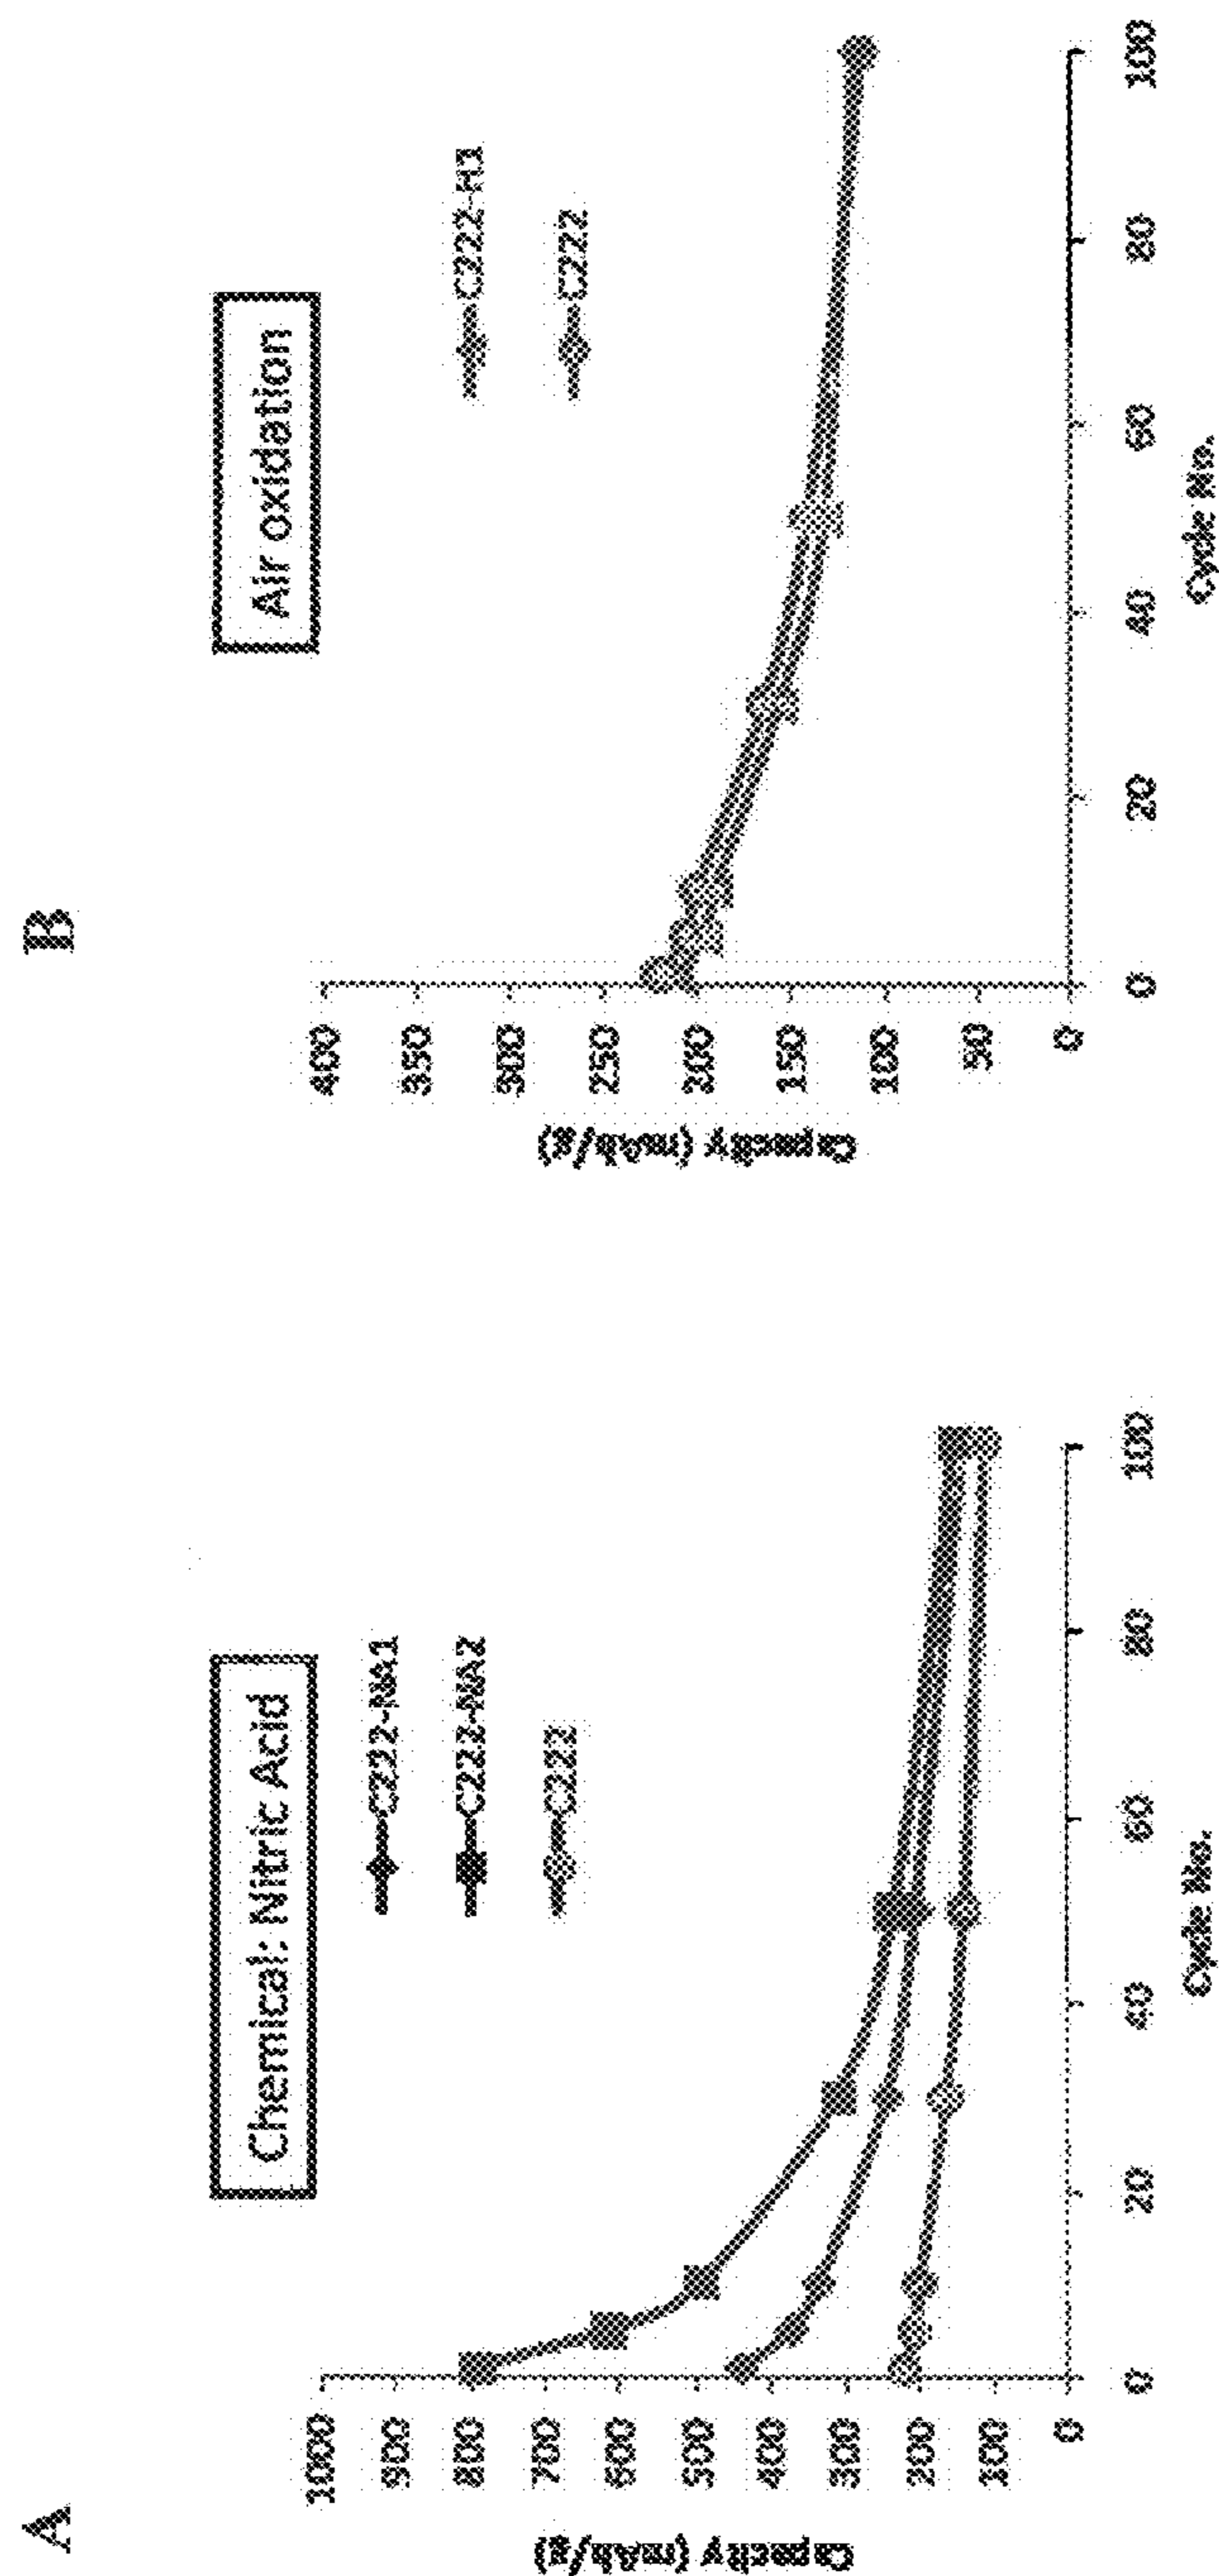 A
Chemical: Nitric Acid
C222-NA1
C222-NA2
C222
Capacity (mAh/g)
1000
900
800
700
600
500
400
300
200
100
0
0 20 40 60 80 100
Cycle No.
B
Air oxidation
C222-H1
C222
Capacity (mAh/g)
400
350
300
250
200
150
100
50
0
0 20 40 60 80 100
Cycle No.